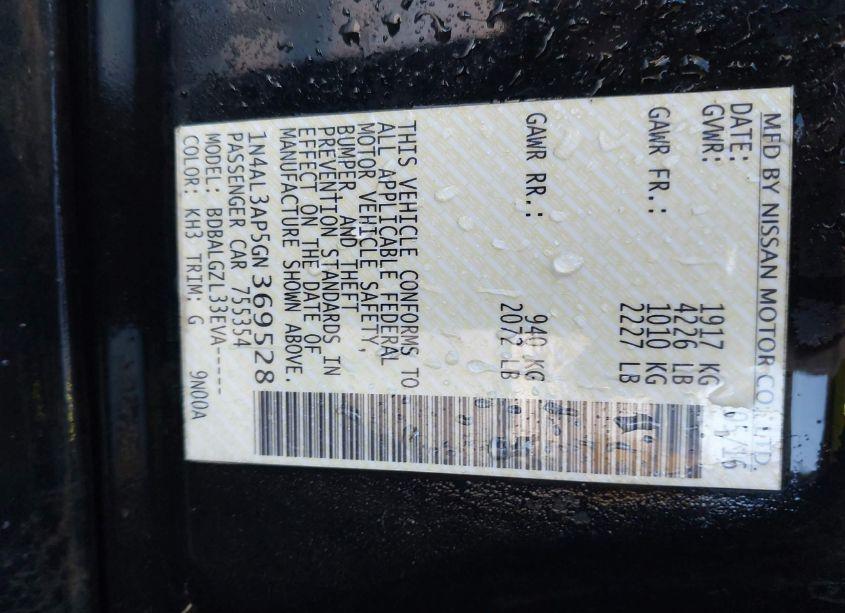 MFD BY NISSAN MOTOR CO., LTD.
DATE: /16
GVWR: 1917 KG
4226 LB
GAWR FR.: 1010 KG
2227 LB
GAWR RR.: 940 KG
2072 LB
THIS VEHICLE CONFORMS TO
ALL APPLICABLE FEDERAL
MOTOR VEHICLE SAFETY,
BUMPER, AND THEFT
PREVENTION STANDARDS IN
EFFECT ON THE DATE OF
MANUFACTURE SHOWN ABOVE.
1N4AL3AP5GN369528
PASSENGER CAR 755354
MODEL: BDBALGZL33EVA-----
COLOR: KH3 TRIM: G 9N00A